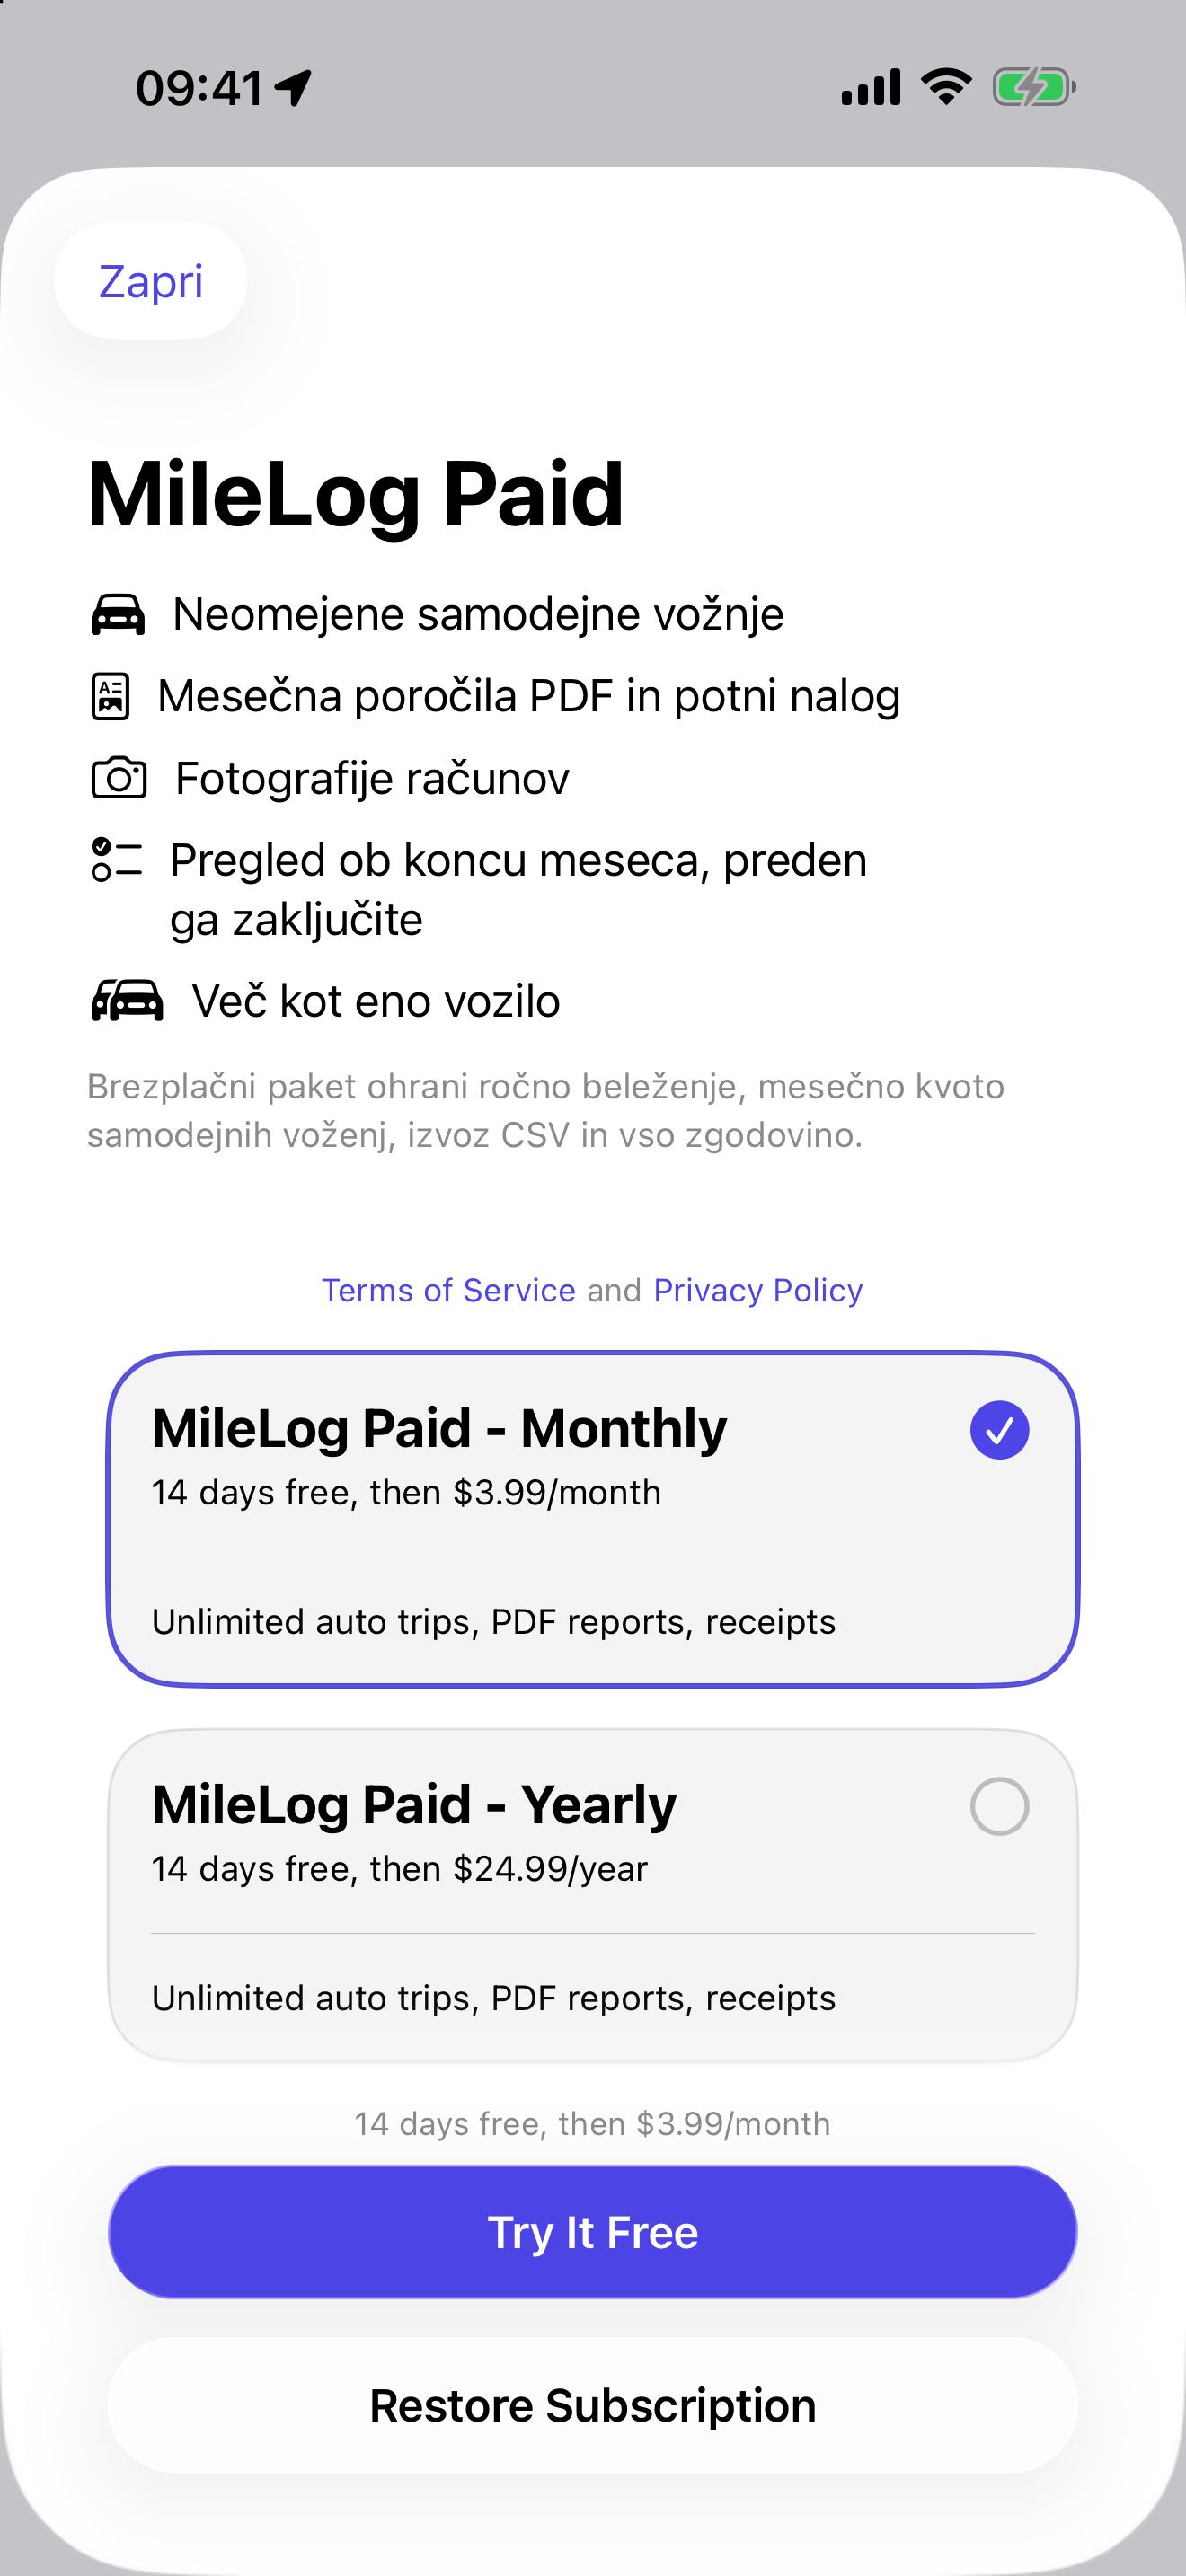 09:41
Zapri
MileLog Paid
Neomejene samodejne vožnje
Mesečna poročila PDF in potni nalog
Fotografije računov
Pregled ob koncu meseca, preden
ga zaključite
Več kot eno vozilo
Brezplačni paket ohrani ročno beleženje, mesečno kvoto
samodejnih voženj, izvoz CSV in vso zgodovino.
Terms of Service and Privacy Policy
MileLog Paid - Monthly
14 days free, then $3.99/month
Unlimited auto trips, PDF reports, receipts
MileLog Paid - Yearly
14 days free, then $24.99/year
Unlimited auto trips, PDF reports, receipts
14 days free, then $3.99/month
Try It Free
Restore Subscription